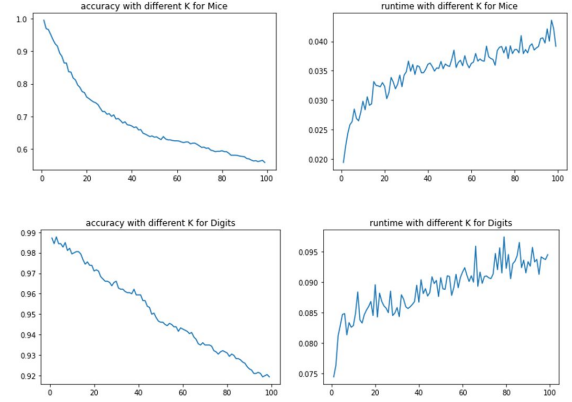 accuracy with different K for Mice
1.0
0.9
0.8
0.7
0.6
0 20 40 60 80 100
runtime with different K for Mice
0.040
0.035
0.030
0.025
0.020
0 20 40 60 80 100
accuracy with different K for Digits
0.99
0.98
0.97
0.96
0.95
0.94
0.93
0.92
0 20 40 60 80 100
runtime with different K for Digits
0.095
0.090
0.085
0.080
0.075
0 20 40 60 80 100